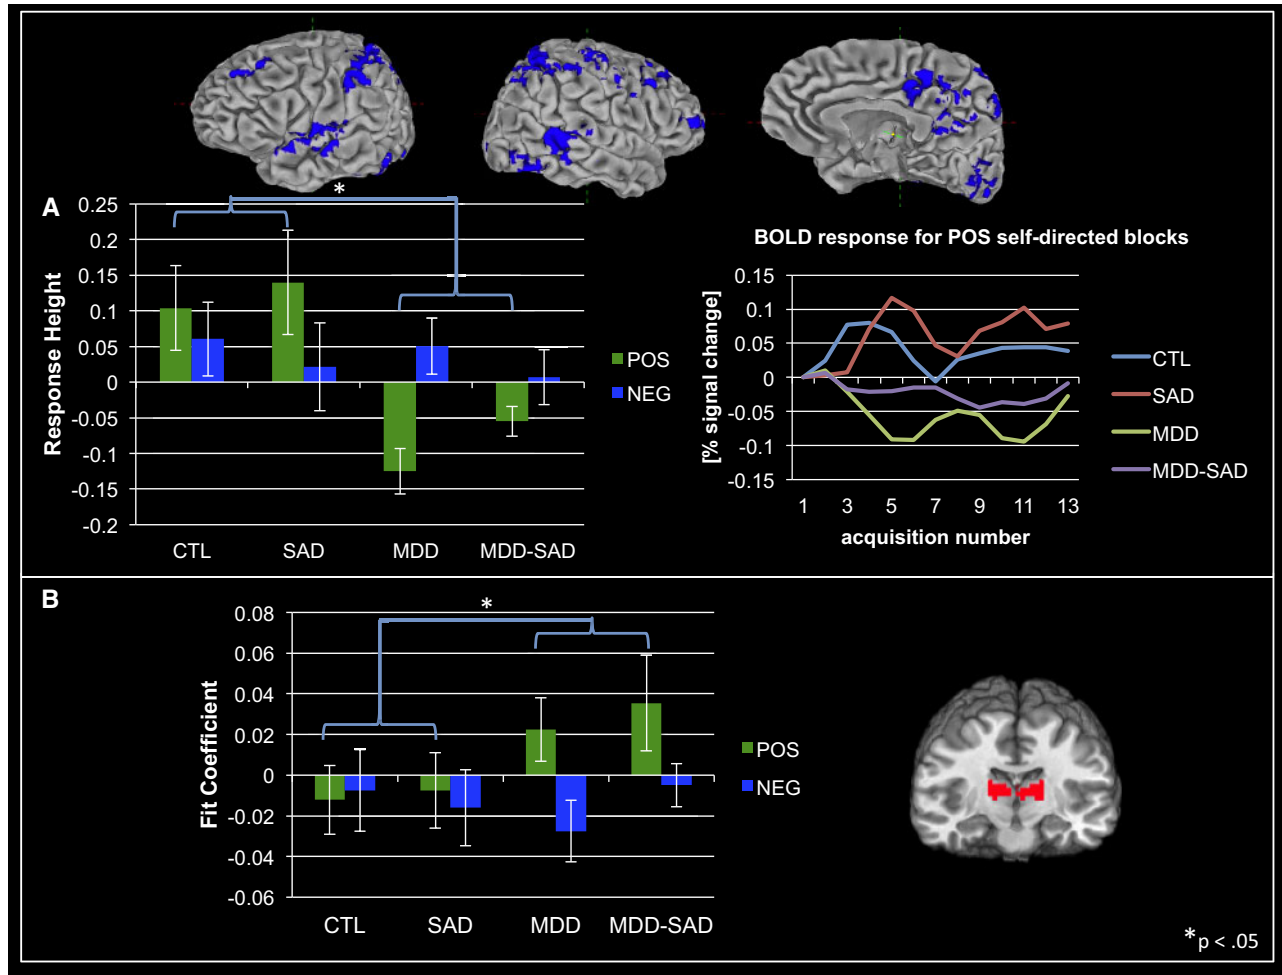 A
*
0.25
0.2
0.15
0.1
0.05
0
-0.05
-0.1
-0.15
-0.2
Response Height
CTL SAD MDD MDD-SAD
POS
NEG
BOLD response for POS self-directed blocks
0.15
0.1
0.05
0
-0.05
-0.1
-0.15
[% signal change]
1 3 5 7 9 11 13
acquisition number
CTL
SAD
MDD
MDD-SAD
B
*
0.08
0.06
0.04
0.02
0
-0.02
-0.04
-0.06
Fit Coefficient
CTL SAD MDD MDD-SAD
POS
NEG
*p < .05